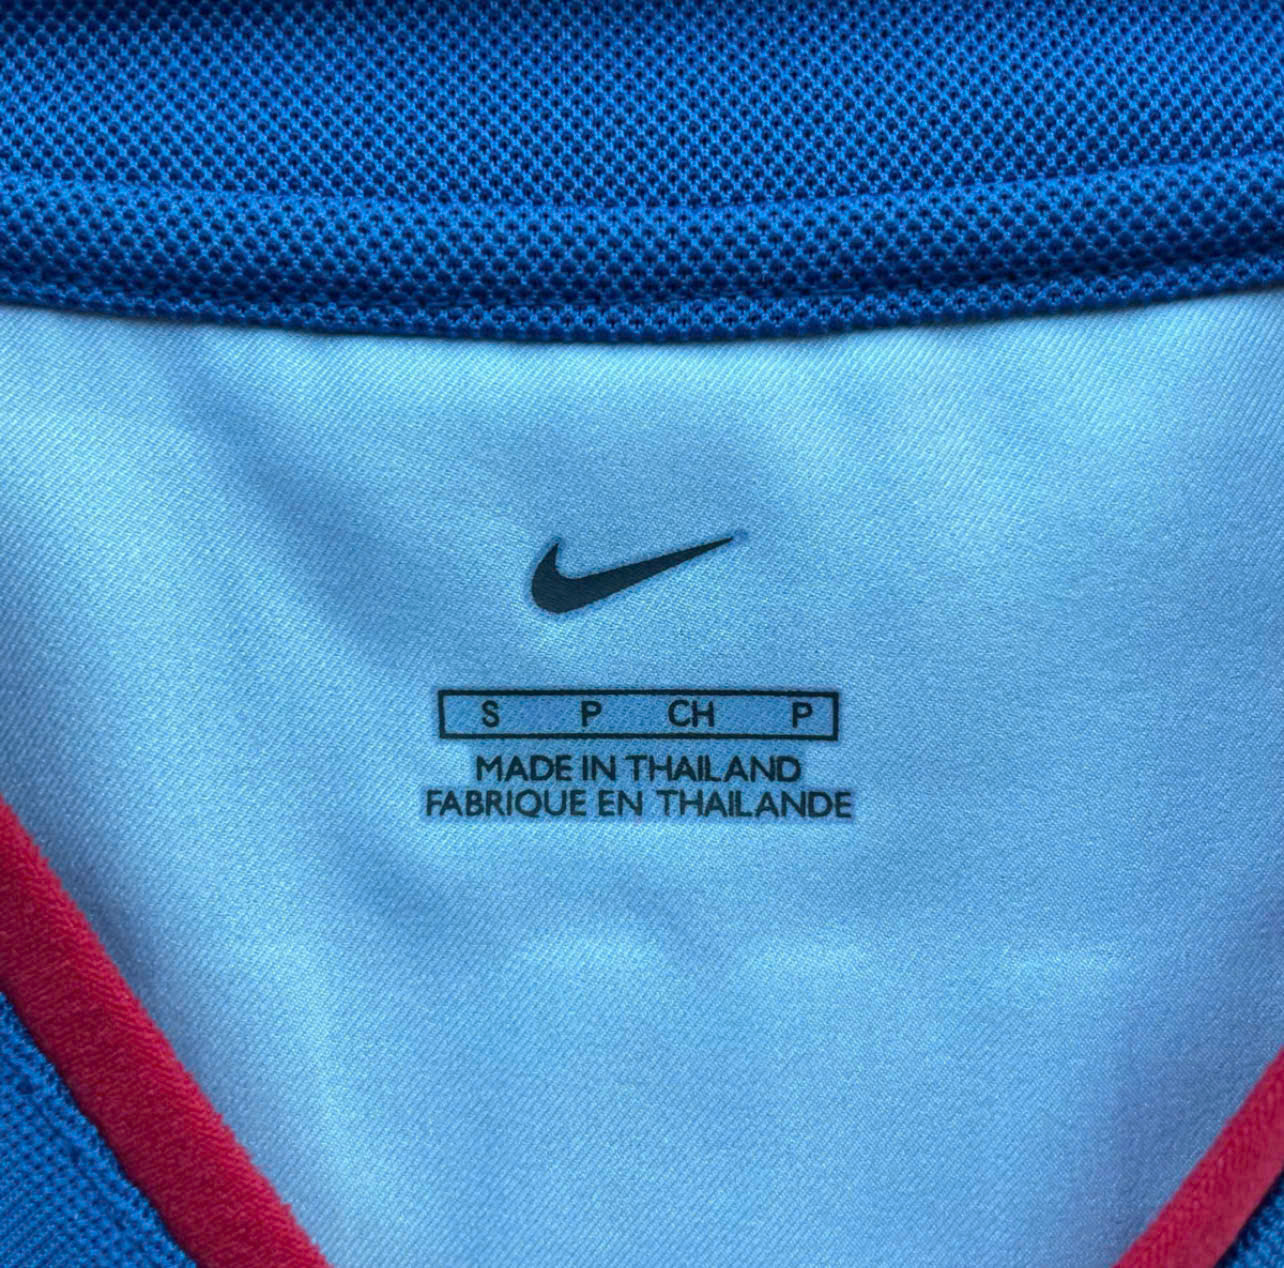 S P CH P
MADE IN THAILAND
FABRIQUE EN THAILANDE